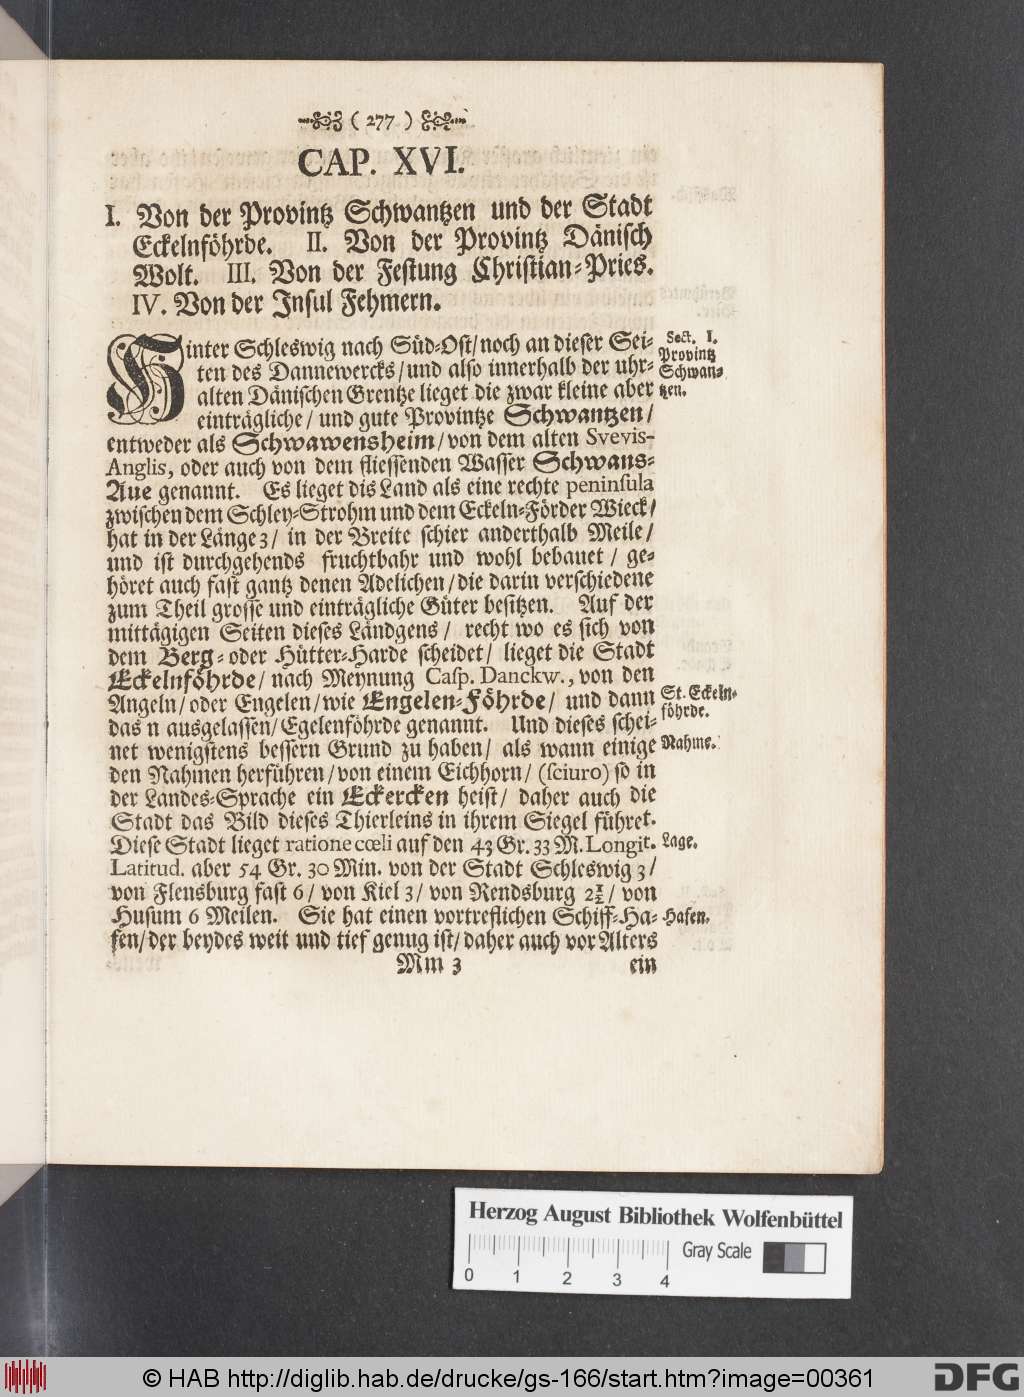 ( 277 )
CAP. XVI.
I. Von der Provintz Schwantzen und der Stadt
Eckelnföhrde. II. Von der Provintz Dänisch
Wolt. III. Von der Festung Christian-Pries.
IV. Von der Insul Fehmern.
Hinter Schleswig nach Süd-Ost/ noch an dieser Sei-
ten des Dannewercks/ und also innerhalb der uhr-
alten Dänischen Grentze lieget die zwar kleine aber
einträgliche/ und gute Provintze Schwantzen/
entweder als Schwawensheim/ von dem alten Svevis-
Anglis, oder auch von dem fliessenden Wasser Schwans-
Aue genannt. Es lieget dis Land als eine rechte peninsula
zwischen dem Schley-Strohm und dem Eckeln-Förder Wieck/
hat in der Länge 3/ in der Breite schier anderthalb Meile/
und ist durchgehends fruchtbahr und wohl bebauet/ ge-
höret auch fast gantz denen Adelichen/ die darin verschiedene
zum Theil grosse und einträgliche Güter besitzen. Auf der
mittägigen Seiten dieses Ländgens/ recht wo es sich von
dem Berg- oder Hütter-Harde scheidet/ lieget die Stadt
Eckelnföhrde/ nach Meynung Casp. Danckw., von den
Angeln/ oder Engelen/ wie Engelen-Föhrde/ und dann
das n ausgelassen/ Egelenföhrde genannt. Und dieses schei-
net wenigstens bessern Grund zu haben/ als wann einige
den Nahmen herführen/ von einem Eichhorn/ (sciuro) so in
der Landes-Sprache ein Eckercken heist/ daher auch die
Stadt das Bild dieses Thierleins in ihrem Siegel führet.
Diese Stadt lieget ratione cœli auf den 43 Gr. 33 M. Longit.
Latitud. aber 54 Gr. 30 Min. von der Stadt Schleswig 3/
von Flensburg fast 6/ von Kiel 3/ von Rendsburg 2½/ von
Husum 6 Meilen. Sie hat einen vortreflichen Schiff-Ha-
fen/ der beydes weit und tief genug ist/ daher auch vor Alters
Mm 3 ein
Sect. I.
Provintz
Schwan-
tzen.
St. Eckeln-
föhrde.
Nahme.
Lage.
Hafen.
Herzog August Bibliothek Wolfenbüttel
0 1 2 3 4
Gray Scale
© HAB http://diglib.hab.de/drucke/gs-166/start.htm?image=00361
DFG